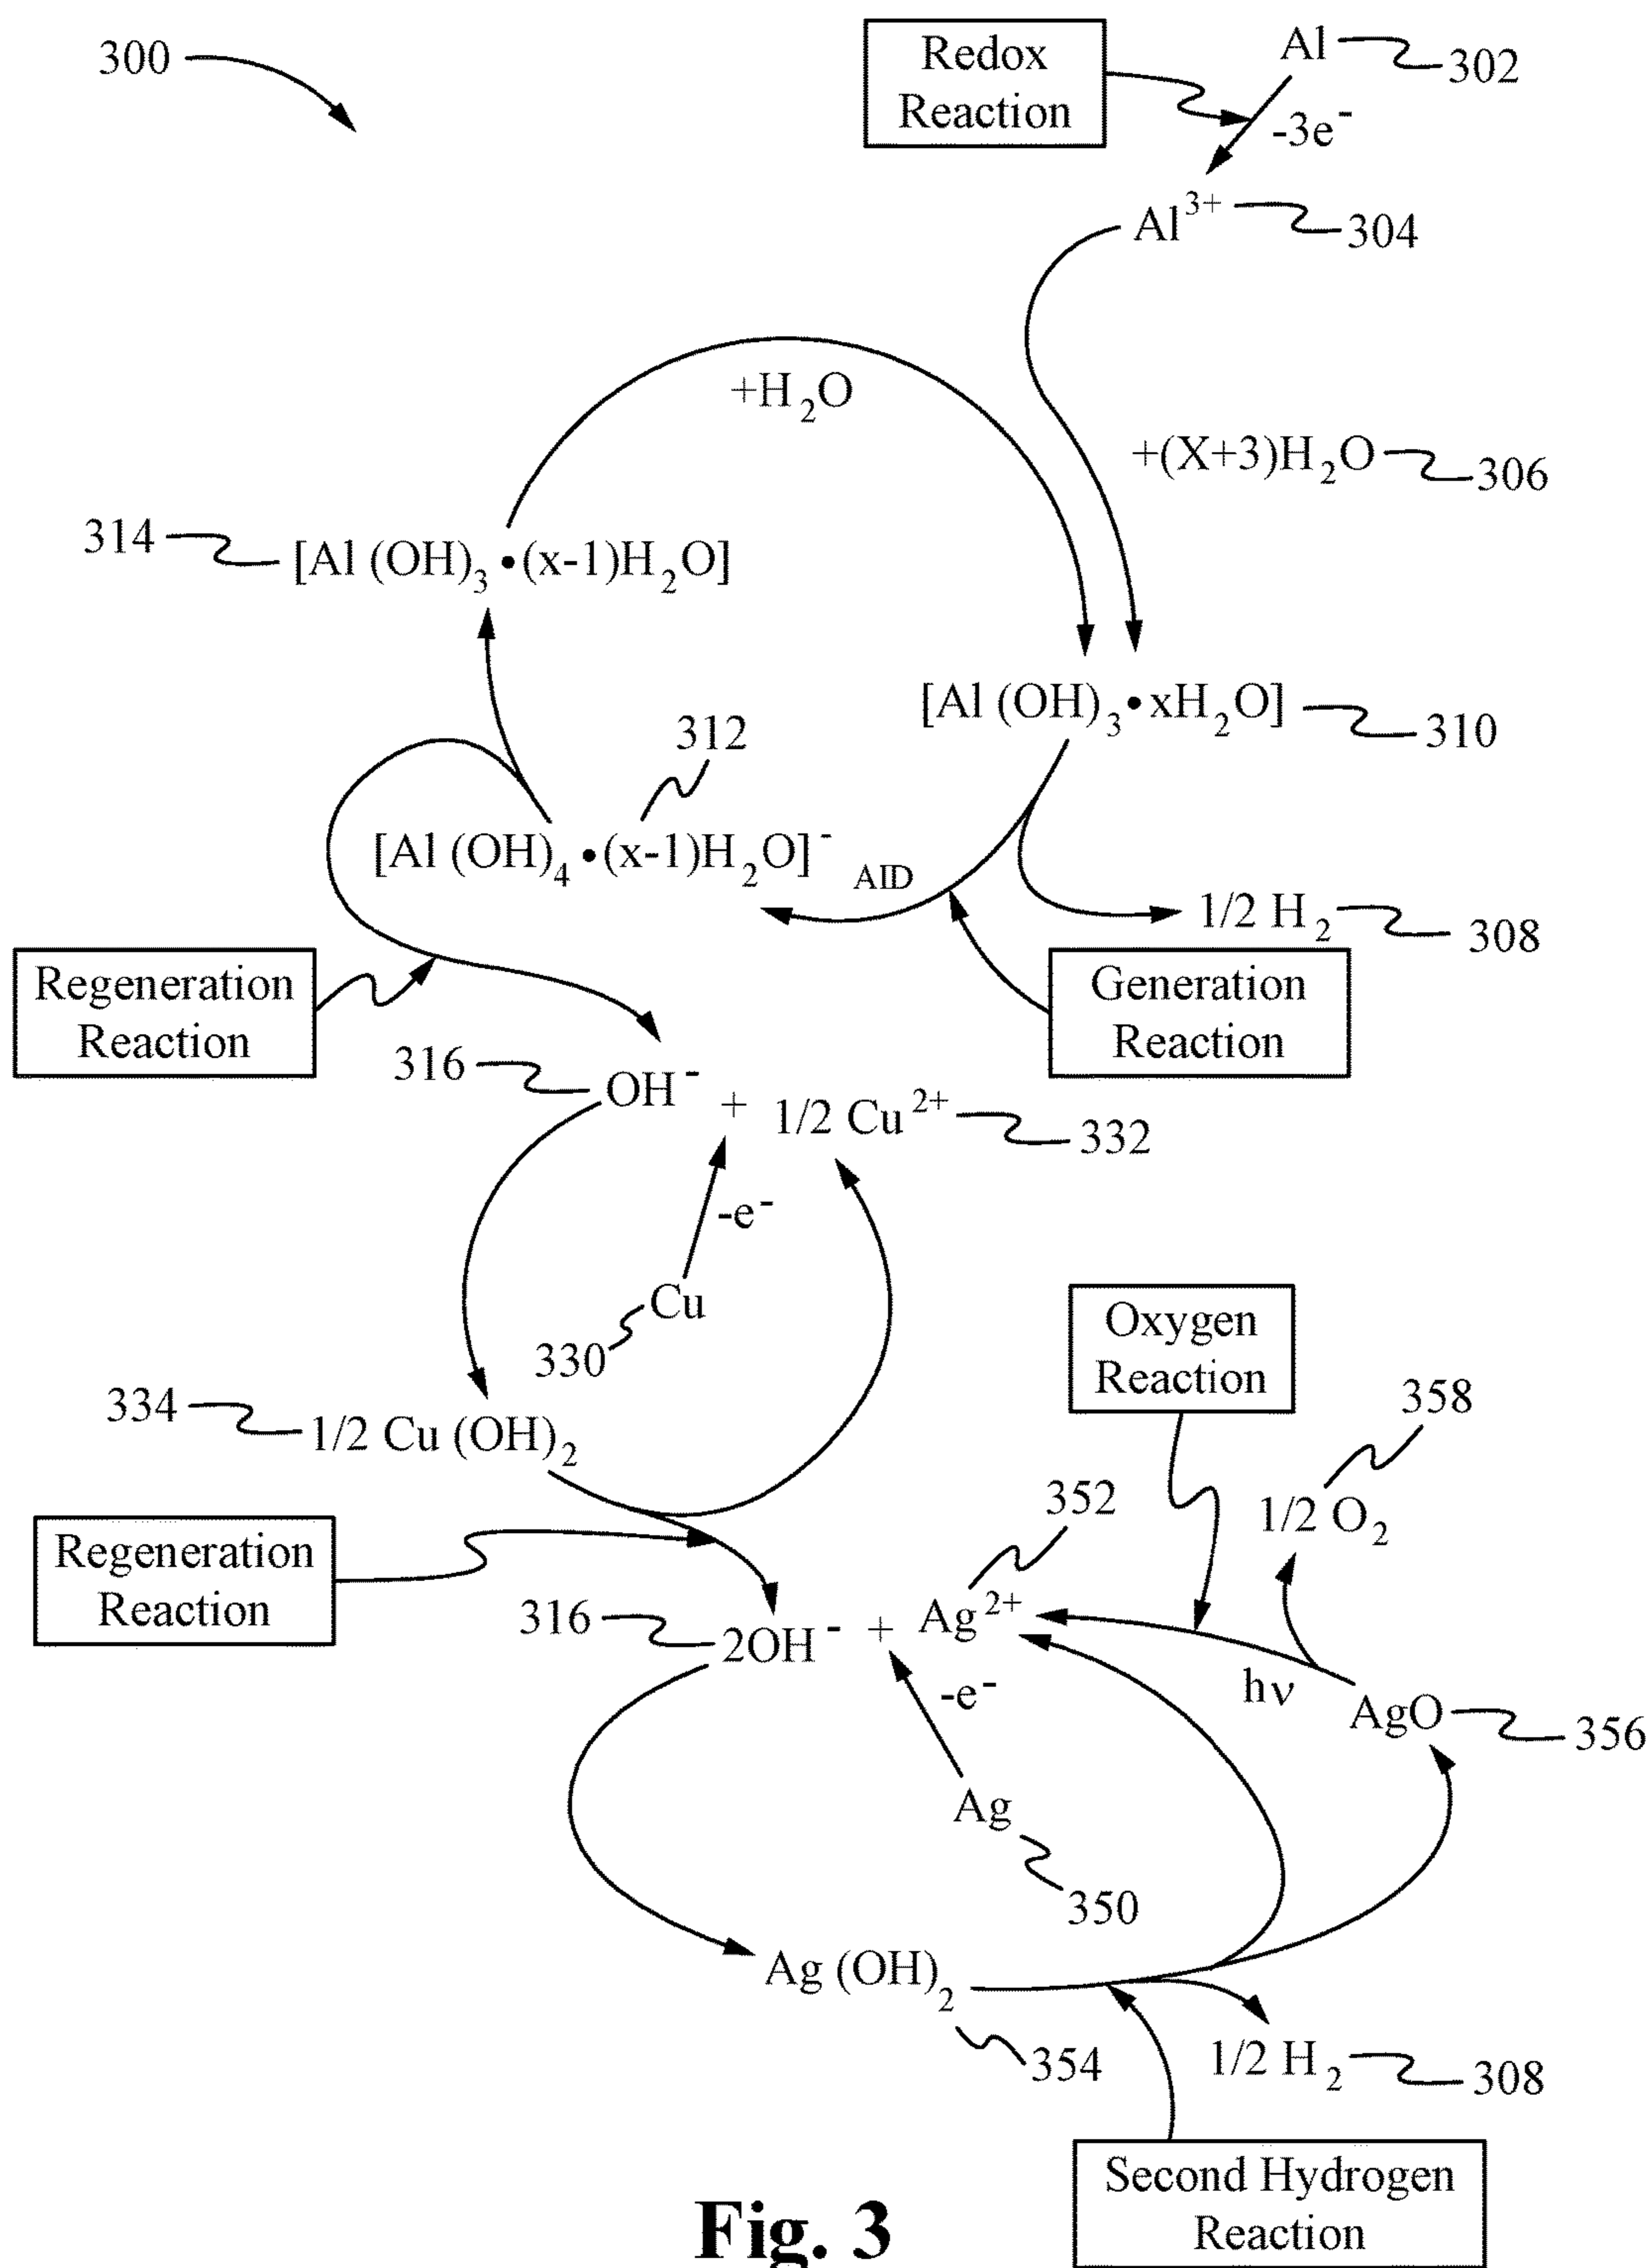 300
Redox
Reaction
Al
302
-3e⁻
Al³⁺
304
+H₂O
+(X+3)H₂O
306
314
[Al (OH)₃•(x-1)H₂O]
[Al (OH)₃•xH₂O]
310
312
[Al (OH)₄•(x-1)H₂O]⁻
AID
1/2 H₂
308
Regeneration
Reaction
Generation
Reaction
316
OH⁻ + 1/2 Cu²⁺
332
-e⁻
Cu
330
Oxygen
Reaction
358
334
1/2 Cu (OH)₂
352
1/2 O₂
Regeneration
Reaction
316
2OH⁻ + Ag²⁺
-e⁻
hν
AgO
356
Ag
350
Ag (OH)₂
354
1/2 H₂
308
Second Hydrogen
Reaction
Fig. 3